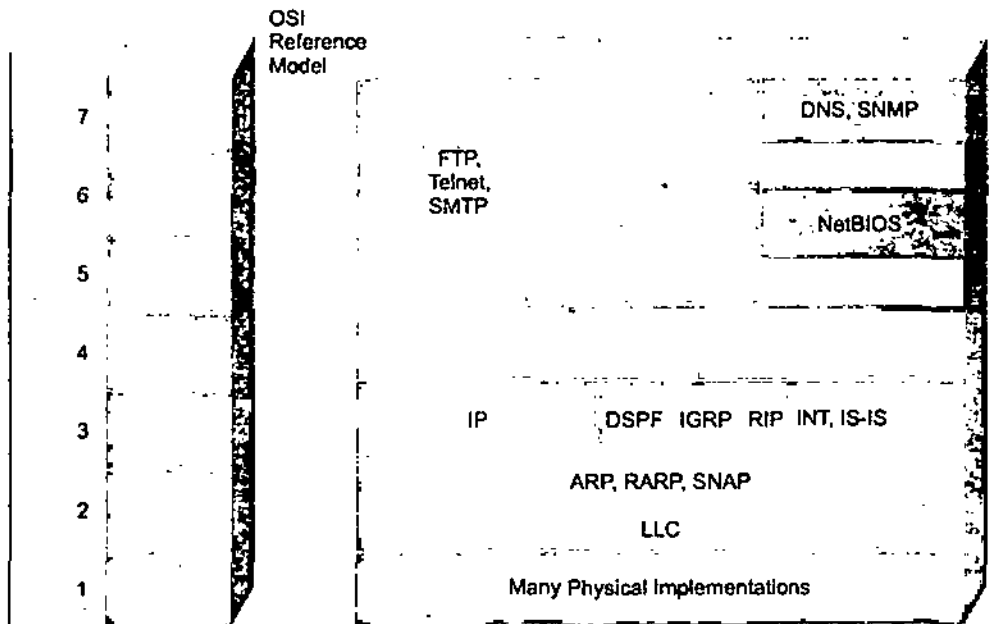 OSI
Reference
Model
7
DNS, SNMP
FTP,
Telnet,
SMTP
6
NetBIOS
5
4
3
IP
DSPF IGRP RIP INT, IS-IS
ARP, RARP, SNAP
2
LLC
1
Many Physical Implementations